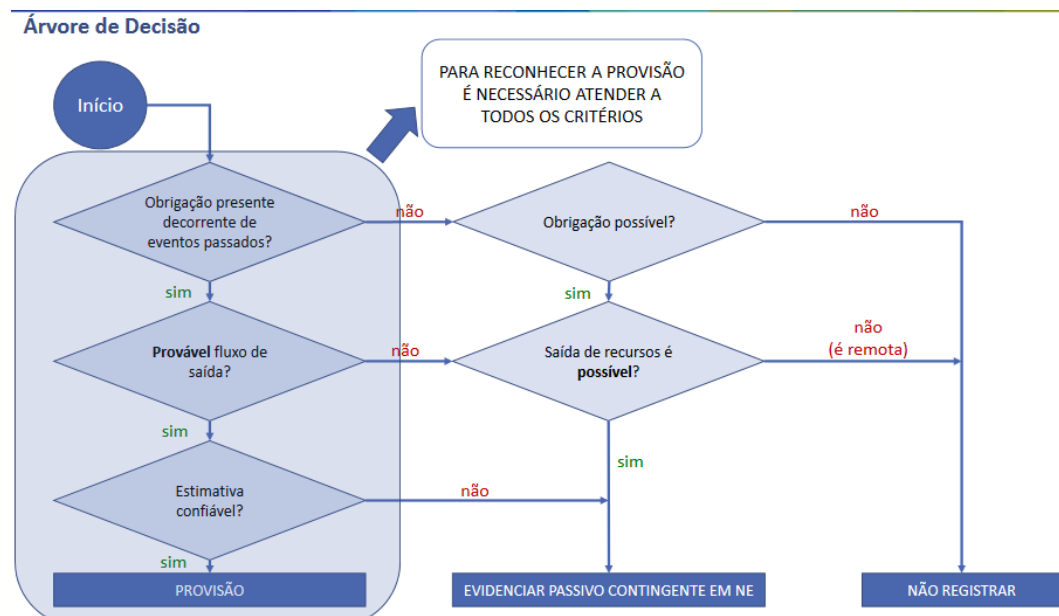 Árvore de Decisão
Início
PARA RECONHECER A PROVISÃO
É NECESSÁRIO ATENDER A
TODOS OS CRITÉRIOS
Obrigação presente
decorrente de
eventos passados?
não
Obrigação possível?
não
sim
sim
Provável fluxo de
saída?
não
Saída de recursos é
possível?
não
(é remota)
sim
sim
Estimativa
confiável?
não
sim
PROVISÃO
EVIDENCIAR PASSIVO CONTINGENTE EM NE
NÃO REGISTRAR